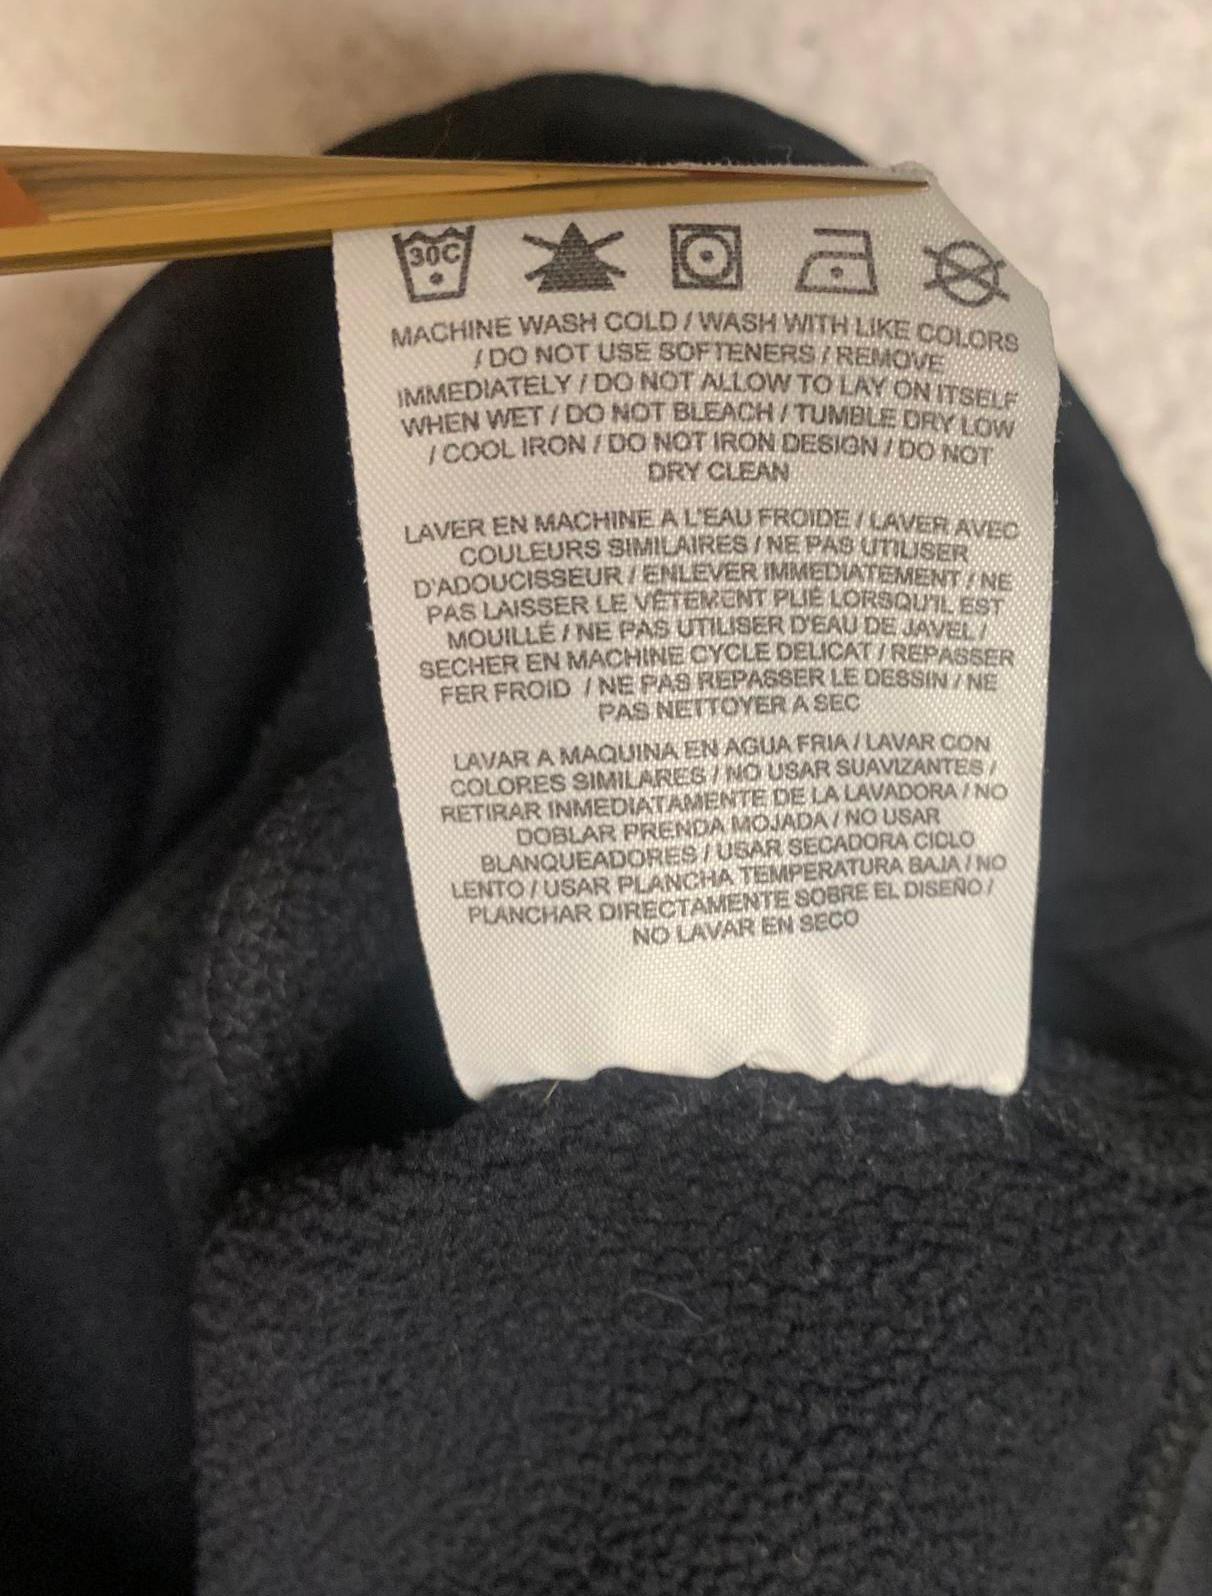 30C
MACHINE WASH COLD / WASH WITH LIKE COLORS
/ DO NOT USE SOFTENERS / REMOVE
IMMEDIATELY / DO NOT ALLOW TO LAY ON ITSELF
WHEN WET / DO NOT BLEACH / TUMBLE DRY LOW
/ COOL IRON / DO NOT IRON DESIGN / DO NOT
DRY CLEAN
LAVER EN MACHINE A L'EAU FROIDE / LAVER AVEC
COULEURS SIMILAIRES / NE PAS UTILISER
D'ADOUCISSEUR / ENLEVER IMMEDIATEMENT / NE
PAS LAISSER LE VÊTEMENT PLIÉ LORSQU'IL EST
MOUILLÉ / NE PAS UTILISER D'EAU DE JAVEL /
SECHER EN MACHINE CYCLE DELICAT / REPASSER
FER FROID / NE PAS REPASSER LE DESSIN / NE
PAS NETTOYER A SEC
LAVAR A MAQUINA EN AGUA FRIA / LAVAR CON
COLORES SIMILARES / NO USAR SUAVIZANTES /
RETIRAR INMEDIATAMENTE DE LA LAVADORA / NO
DOBLAR PRENDA MOJADA / NO USAR
BLANQUEADORES / USAR SECADORA CICLO
LENTO / USAR PLANCHA TEMPERATURA BAJA / NO
PLANCHAR DIRECTAMENTE SOBRE EL DISEÑO /
NO LAVAR EN SECO